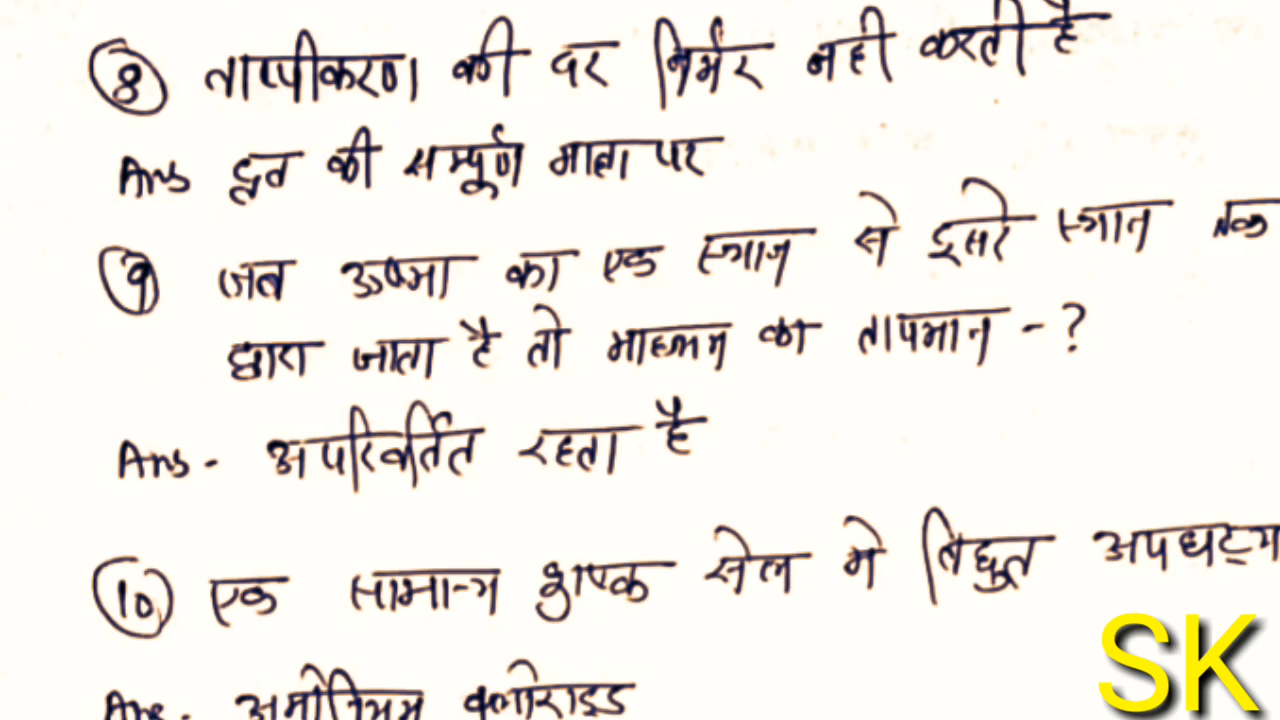 (8) वाष्पीकरण की दर निर्भर नही करती है
Ans द्रव की सम्पूर्ण मात्रा पर
(9) जब ऊष्मा का एक स्थान से दुसरे स्थान तक
द्वारा जाता है तो माध्यम का तापमान - ?
Ans - अपरिवर्तित रहता है
(10) एक सामान्य शुष्क सेल मे विद्युत अपघट्य
Ans. अमोनियम क्लोराइड
SK